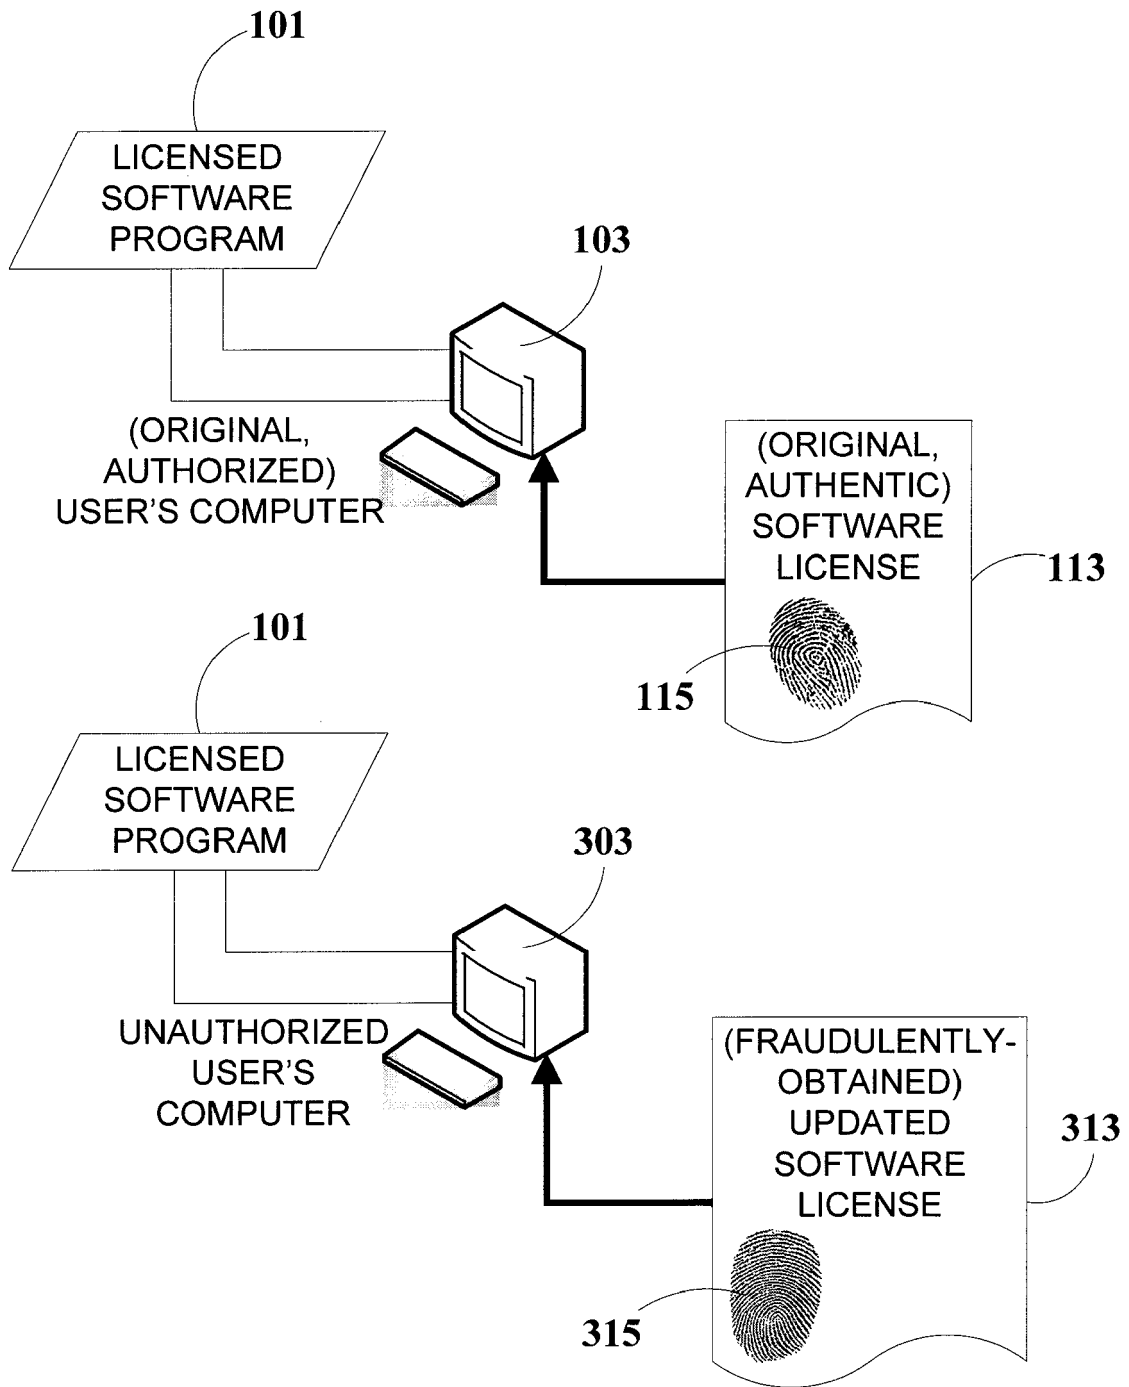 101
LICENSED
SOFTWARE
PROGRAM
103
(ORIGINAL,
AUTHORIZED)
USER'S COMPUTER
(ORIGINAL,
AUTHENTIC)
SOFTWARE
LICENSE
113
115
101
LICENSED
SOFTWARE
PROGRAM
303
UNAUTHORIZED
USER'S
COMPUTER
(FRAUDULENTLY-
OBTAINED)
UPDATED
SOFTWARE
LICENSE
313
315